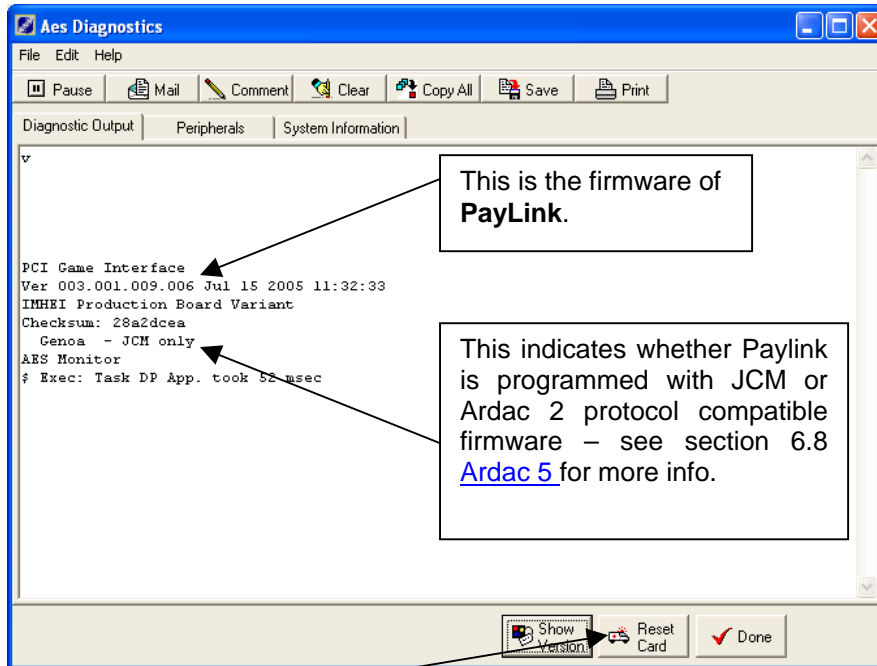 Aes Diagnostics
File Edit Help
Pause Mail Comment Clear Copy All Save Print
Diagnostic Output Peripherals System Information
v
This is the firmware of
PayLink.
PCI Game Interface
Ver 003.001.009.006 Jul 15 2005 11:32:33
IMHEI Production Board Variant
Checksum: 28a2dcea
Genoa - JCM only
AES Monitor
$ Exec: Task DP App. took 52 msec
This indicates whether Paylink
is programmed with JCM or
Ardac 2 protocol compatible
firmware – see section 6.8
Ardac 5 for more info.
Show
Version
Reset
Card
Done